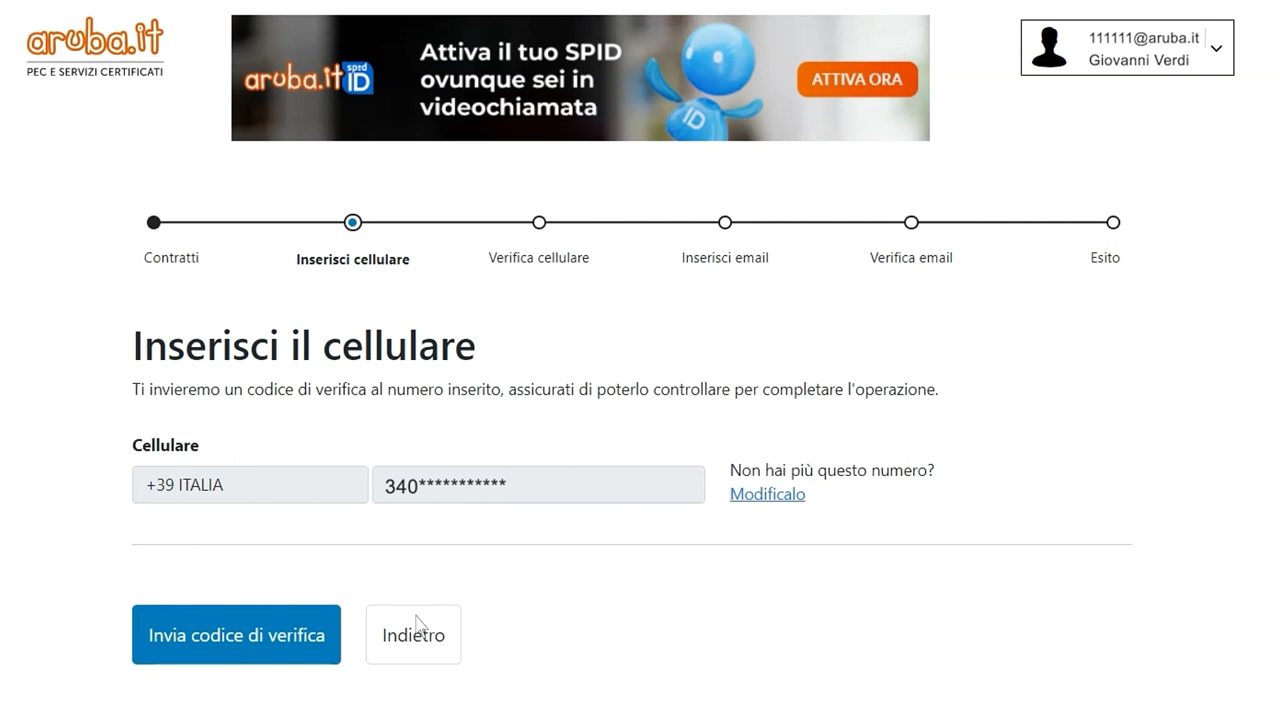 aruba.it
PEC E SERVIZI CERTIFICATI
aruba.it spid ID
Attiva il tuo SPID
ovunque sei in
videochiamata
ID
ATTIVA ORA
111111@aruba.it
Giovanni Verdi
Contratti
Inserisci cellulare
Verifica cellulare
Inserisci email
Verifica email
Esito
Inserisci il cellulare
Ti invieremo un codice di verifica al numero inserito, assicurati di poterlo controllare per completare l'operazione.
Cellulare
+39 ITALIA
340***********
Non hai più questo numero?
Modificalo
Invia codice di verifica
Indietro